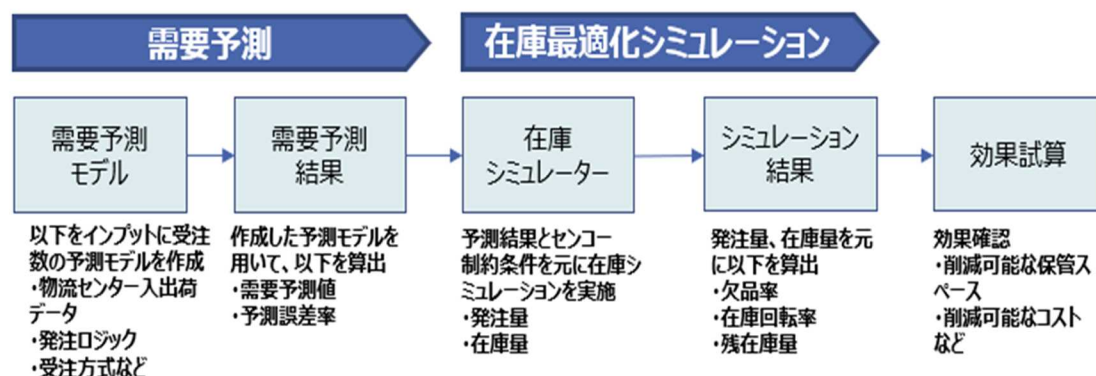 需要予測
在庫最適化シミュレーション
需要予測
モデル
需要予測
結果
在庫
シミュレーター
シミュレーション
結果
効果試算
以下をインプットに受注
数の予測モデルを作成
・物流センター入出荷
データ
・発注ロジック
・受注方式など
作成した予測モデルを
用いて、以下を算出
・需要予測値
・予測誤差率
予測結果とセンコー
制約条件を元に在庫シ
ミュレーションを実施
・発注量
・在庫量
発注量、在庫量を元
に以下を算出
・欠品率
・在庫回転率
・残在庫量
効果確認
・削減可能な保管ス
ペース
・削減可能なコスト
など